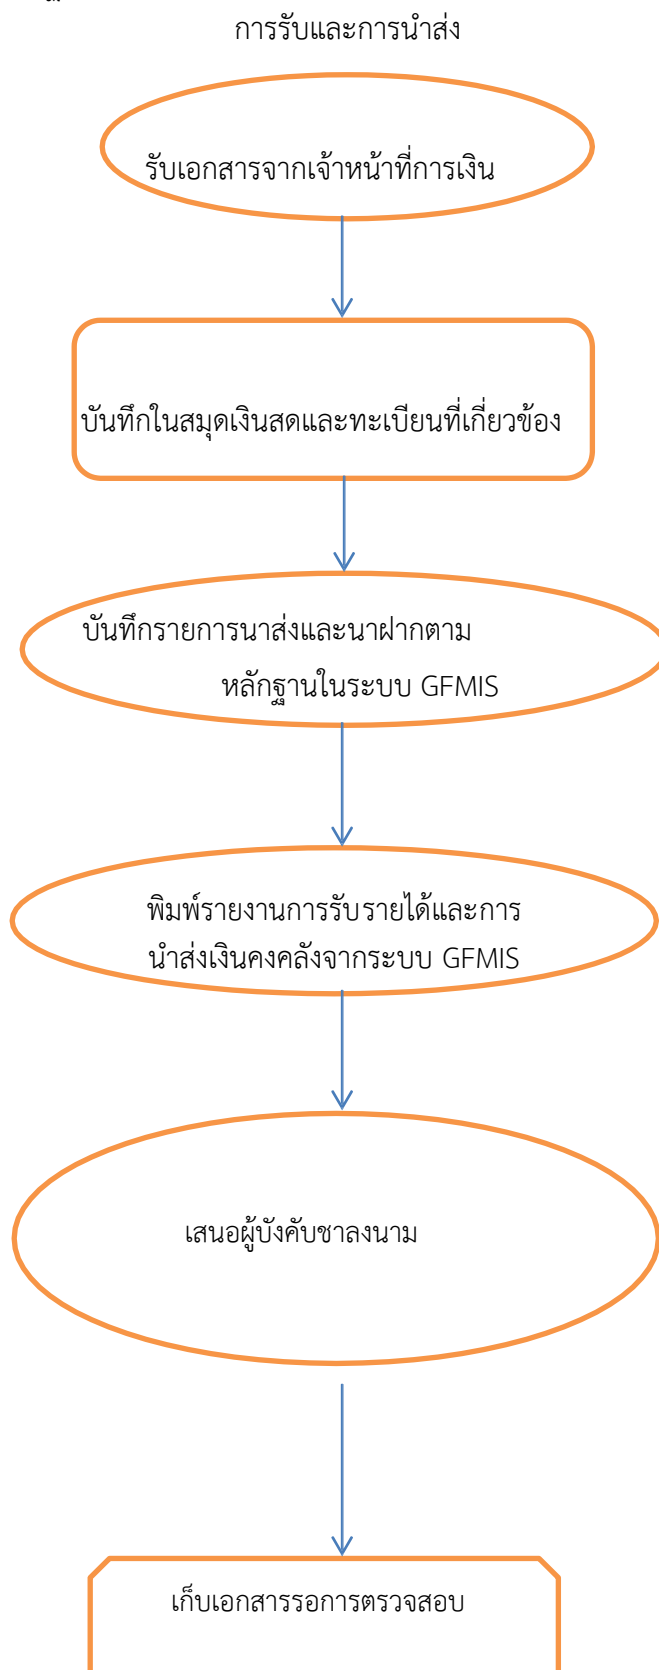 การรับและการนำส่ง
รับเอกสารจากเจ้าหน้าที่การเงิน
บันทึกในสมุดเงินสดและทะเบียนที่เกี่ยวข้อง
บันทึกรายการนาส่งและนาฝากตาม
หลักฐานในระบบ GFMIS
พิมพ์รายงานการรับรายได้และการ
นำส่งเงินคงคลังจากระบบ GFMIS
เสนอผู้บังคับชาลงนาม
เก็บเอกสารรอการตรวจสอบ